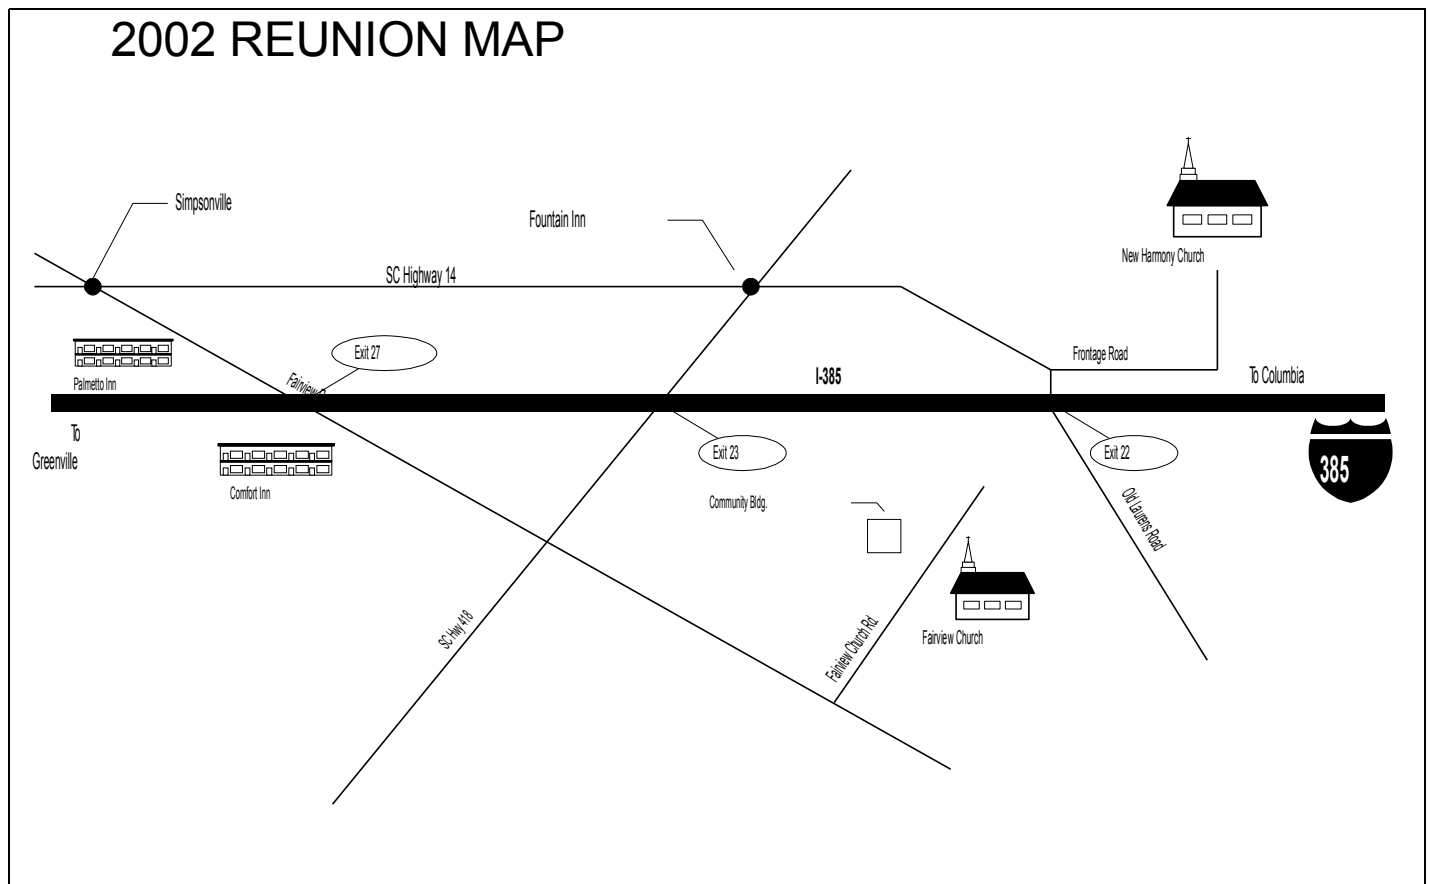 2002 REUNION MAP
Simpsonville
Fountain Inn
New Harmony Church
SC Highway 14
Exit 27
Frontage Road
Palmetto Inn
Fairview
I-385
To Columbia
To
Greenville
Exit 23
Exit 22
385
Comfort Inn
Community Bldg.
Old Laurens Road
SC Hwy 418
Fairview Church Rd.
Fairview Church